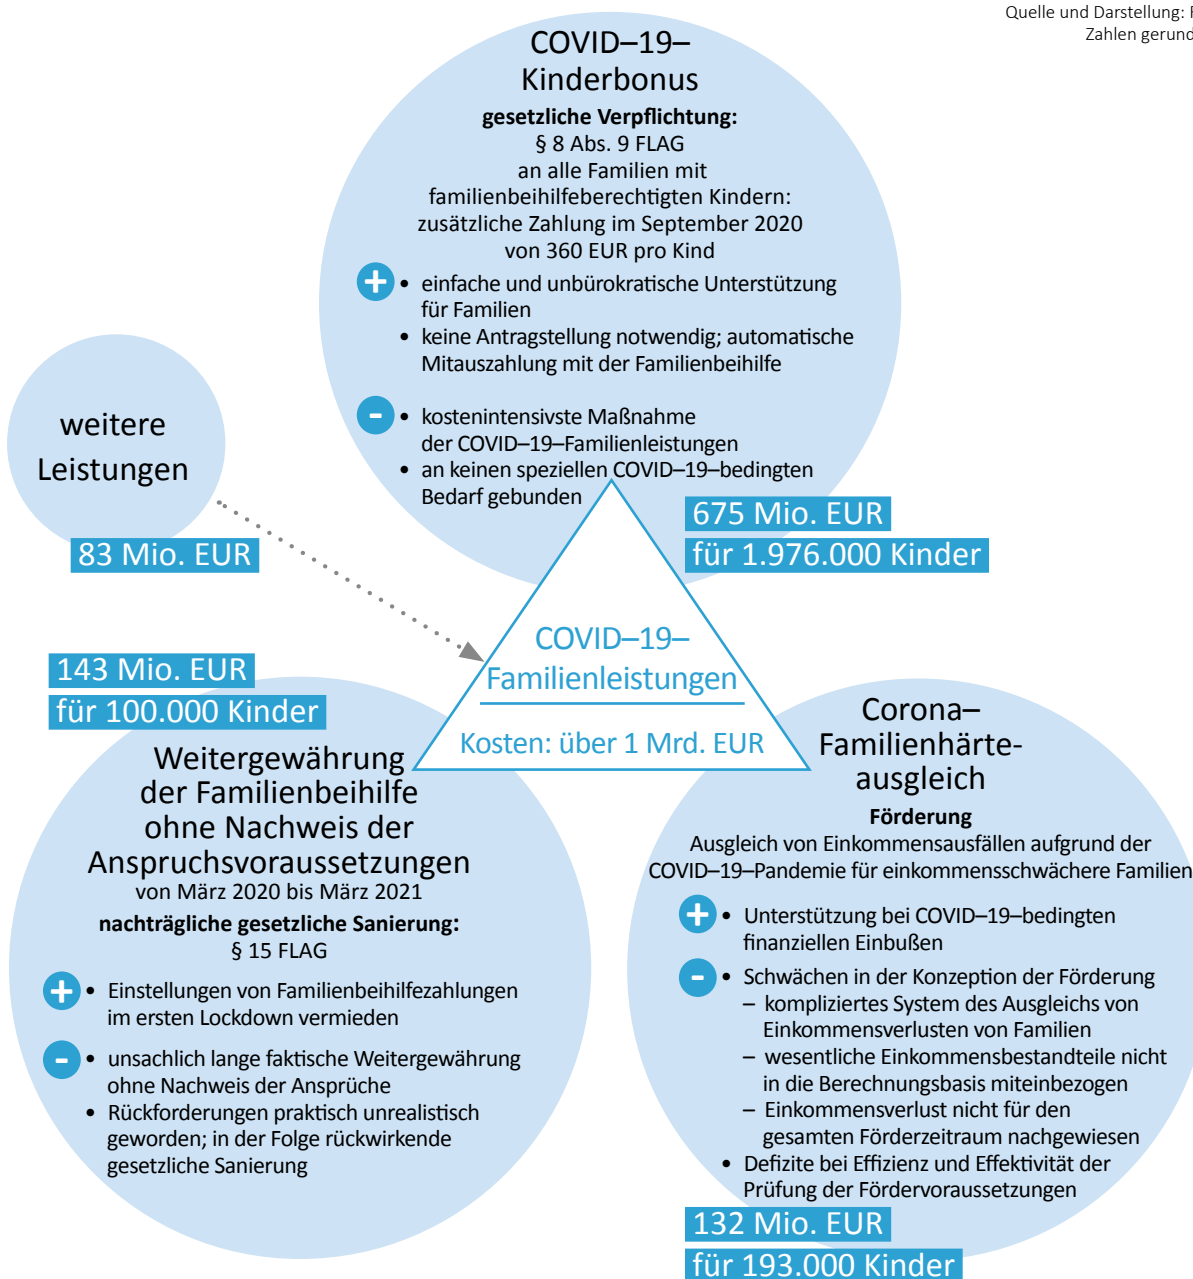 Quelle und Darstellung:
Zahlen
COVID–19–
Kinderbonus
gesetzliche Verpflichtung:
§ 8 Abs. 9 FLAG
an alle Familien mit
familienbeihilfeberechtigten Kindern:
zusätzliche Zahlung im September 2020
von 360 EUR pro Kind
+
• einfache und unbürokratische Unterstützung
für Familien
• keine Antragstellung notwendig; automatische
Mitauszahlung mit der Familienbeihilfe
-
• kostenintensivste Maßnahme
der COVID–19–Familienleistungen
• an keinen speziellen COVID–19–bedingten
Bedarf gebunden
675 Mio. EUR
für 1.976.000 Kinder
weitere
Leistungen
83 Mio. EUR
COVID–19–
Familienleistungen
Kosten: über 1 Mrd. EUR
143 Mio. EUR
für 100.000 Kinder
Weitergewährung
der Familienbeihilfe
ohne Nachweis der
Anspruchsvoraussetzungen
von März 2020 bis März 2021
nachträgliche gesetzliche Sanierung:
§ 15 FLAG
+
• Einstellungen von Familienbeihilfezahlungen
im ersten Lockdown vermieden
-
• unsachlich lange faktische Weitergewährung
ohne Nachweis der Ansprüche
• Rückforderungen praktisch unrealistisch
geworden; in der Folge rückwirkende
gesetzliche Sanierung
Corona–
Familienhärte-
ausgleich
Förderung
Ausgleich von Einkommensausfällen aufgrund der
COVID–19–Pandemie für einkommensschwächere Familien
+
• Unterstützung bei COVID–19–bedingten
finanziellen Einbußen
-
• Schwächen in der Konzeption der Förderung
– kompliziertes System des Ausgleichs von
Einkommensverlusten von Familien
– wesentliche Einkommensbestandteile nicht
in die Berechnungsbasis miteinbezogen
– Einkommensverlust nicht für den
gesamten Förderzeitraum nachgewiesen
• Defizite bei Effizienz und Effektivität der
Prüfung der Fördervoraussetzungen
132 Mio. EUR
für 193.000 Kinder